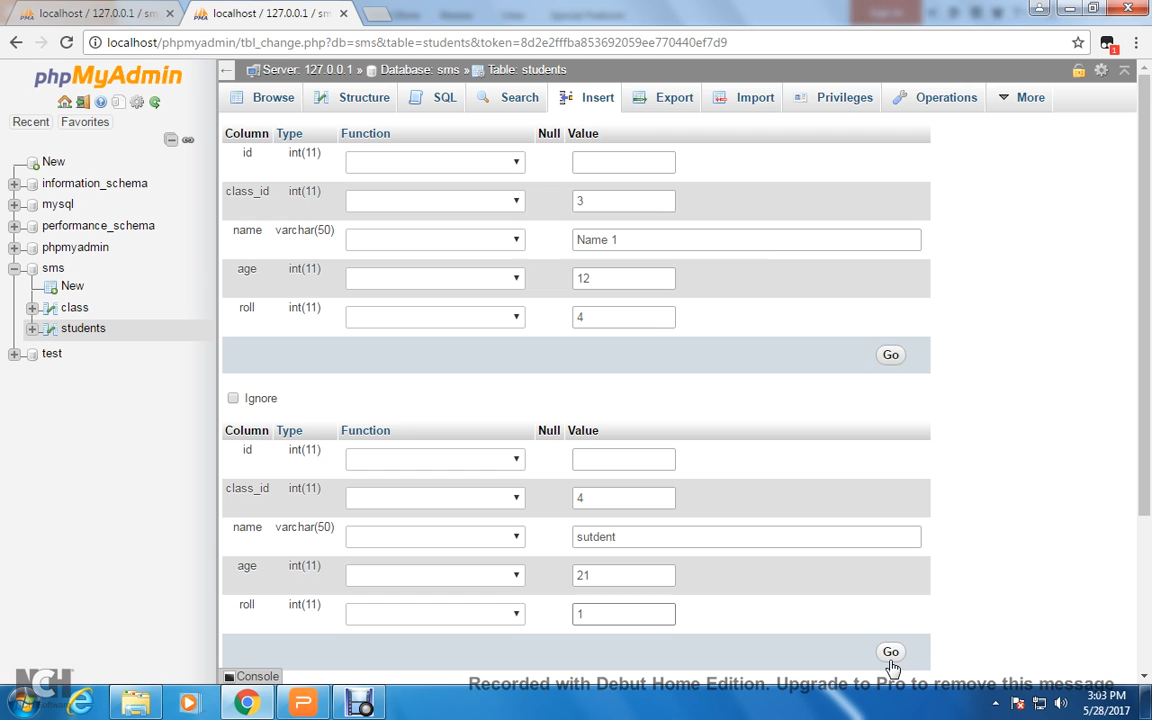 localhost / 127.0.0.1 / sm
localhost / 127.0.0.1 / sm
localhost/phpmyadmin/tbl_change.php?db=sms&table=students&token=8d2e2fffba853692059ee770440ef7d9
1
phpMyAdmin
Server: 127.0.0.1 » Database: sms » Table: students
Browse Structure SQL Search Insert Export Import Privileges Operations More
Recent Favorites
New
information_schema
mysql
performance_schema
phpmyadmin
sms
New
class
students
test
Column Type Function Null Value
id int(11)
class_id int(11) 3
name varchar(50) Name 1
age int(11) 12
roll int(11) 4
Go
Ignore
Column Type Function Null Value
id int(11)
class_id int(11) 4
name varchar(50) sutdent
age int(11) 21
roll int(11) 1
Go
Console
NCH
Recorded with Debut Home Edition. Upgrade to Pro to remove this message
3:03 PM
5/28/2017